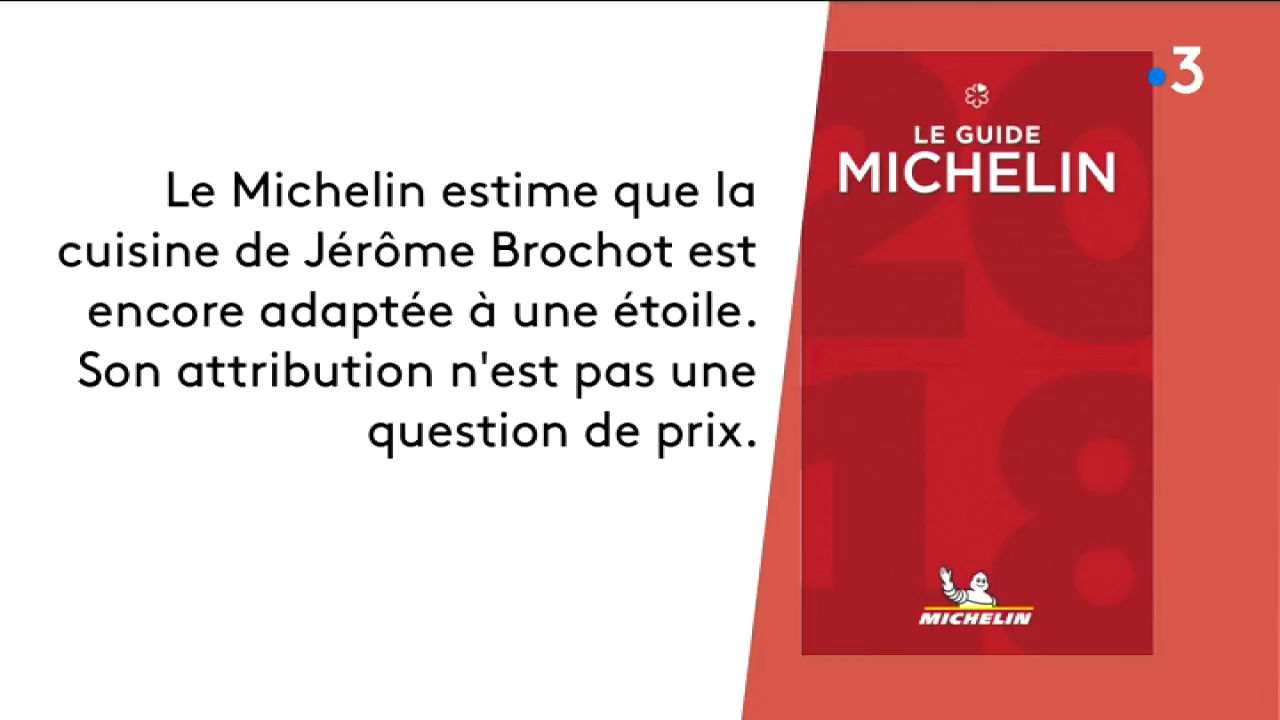 Le Michelin estime que la
cuisine de Jérôme Brochot est
encore adaptée à une étoile.
Son attribution n'est pas une
question de prix.
3
LE GUIDE
MICHELIN
2018
MICHELIN